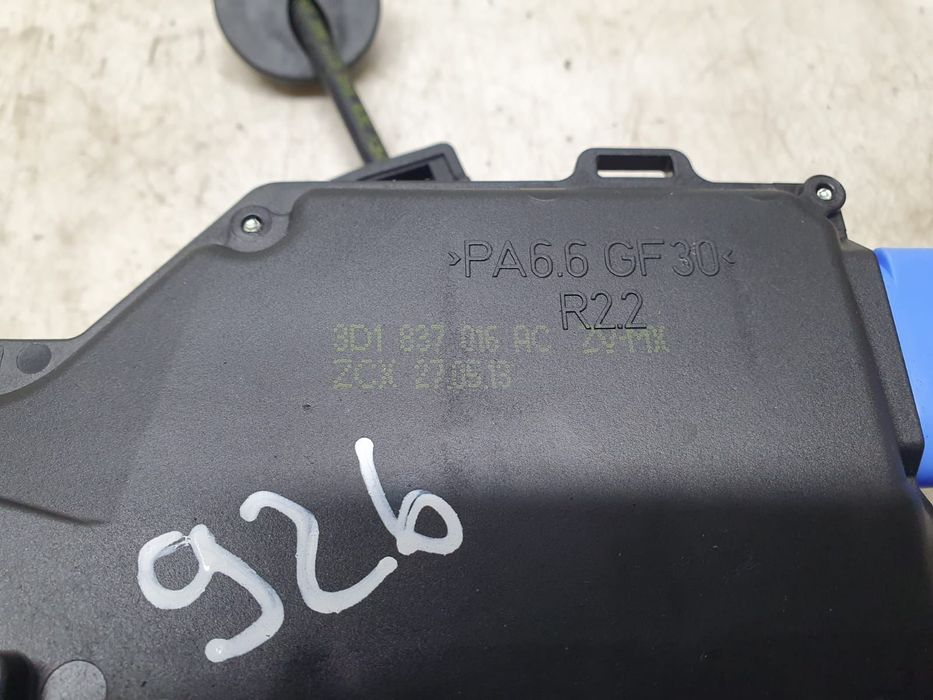 >PA6.6 GF30<
R2.2
3D1 837 016 AC
ZCX 27.05.13
926